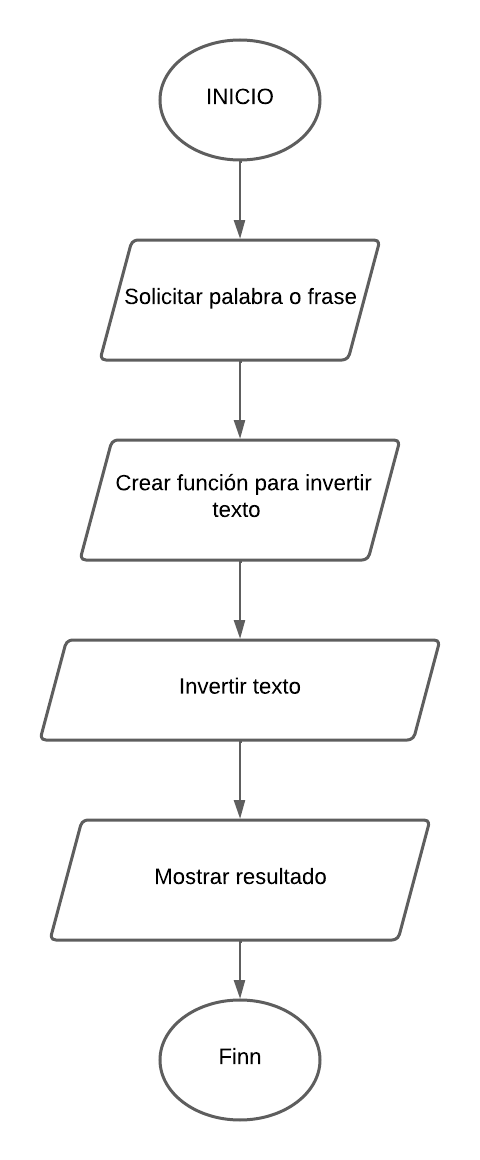 INICIO
Solicitar palabra o frase
Crear función para invertir
texto
Invertir texto
Mostrar resultado
Finn